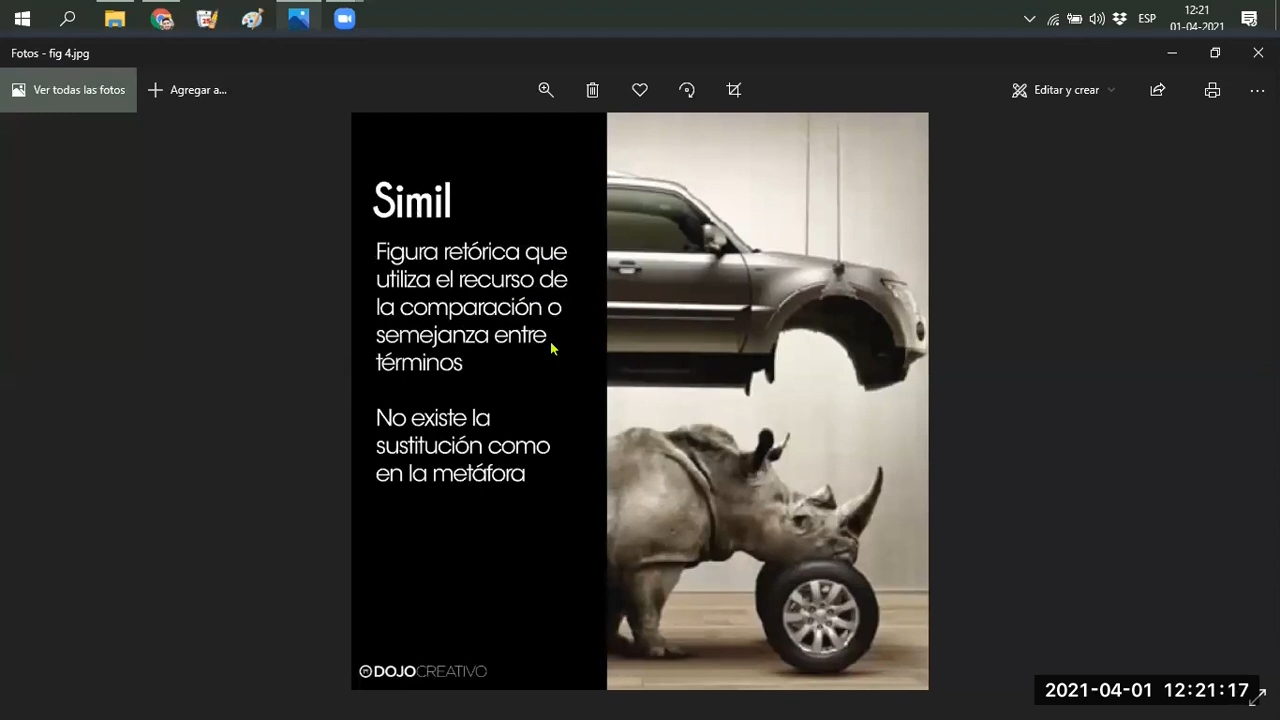 12:21
ESP
01-04-2021
Fotos - fig 4.jpg
Ver todas las fotos
Agregar a...
Editar y crear
Simil
Figura retórica que
utiliza el recurso de
la comparación o
semejanza entre
términos
No existe la
sustitución como
en la metáfora
DOJOCREATIVO
2021-04-01 12:21:17